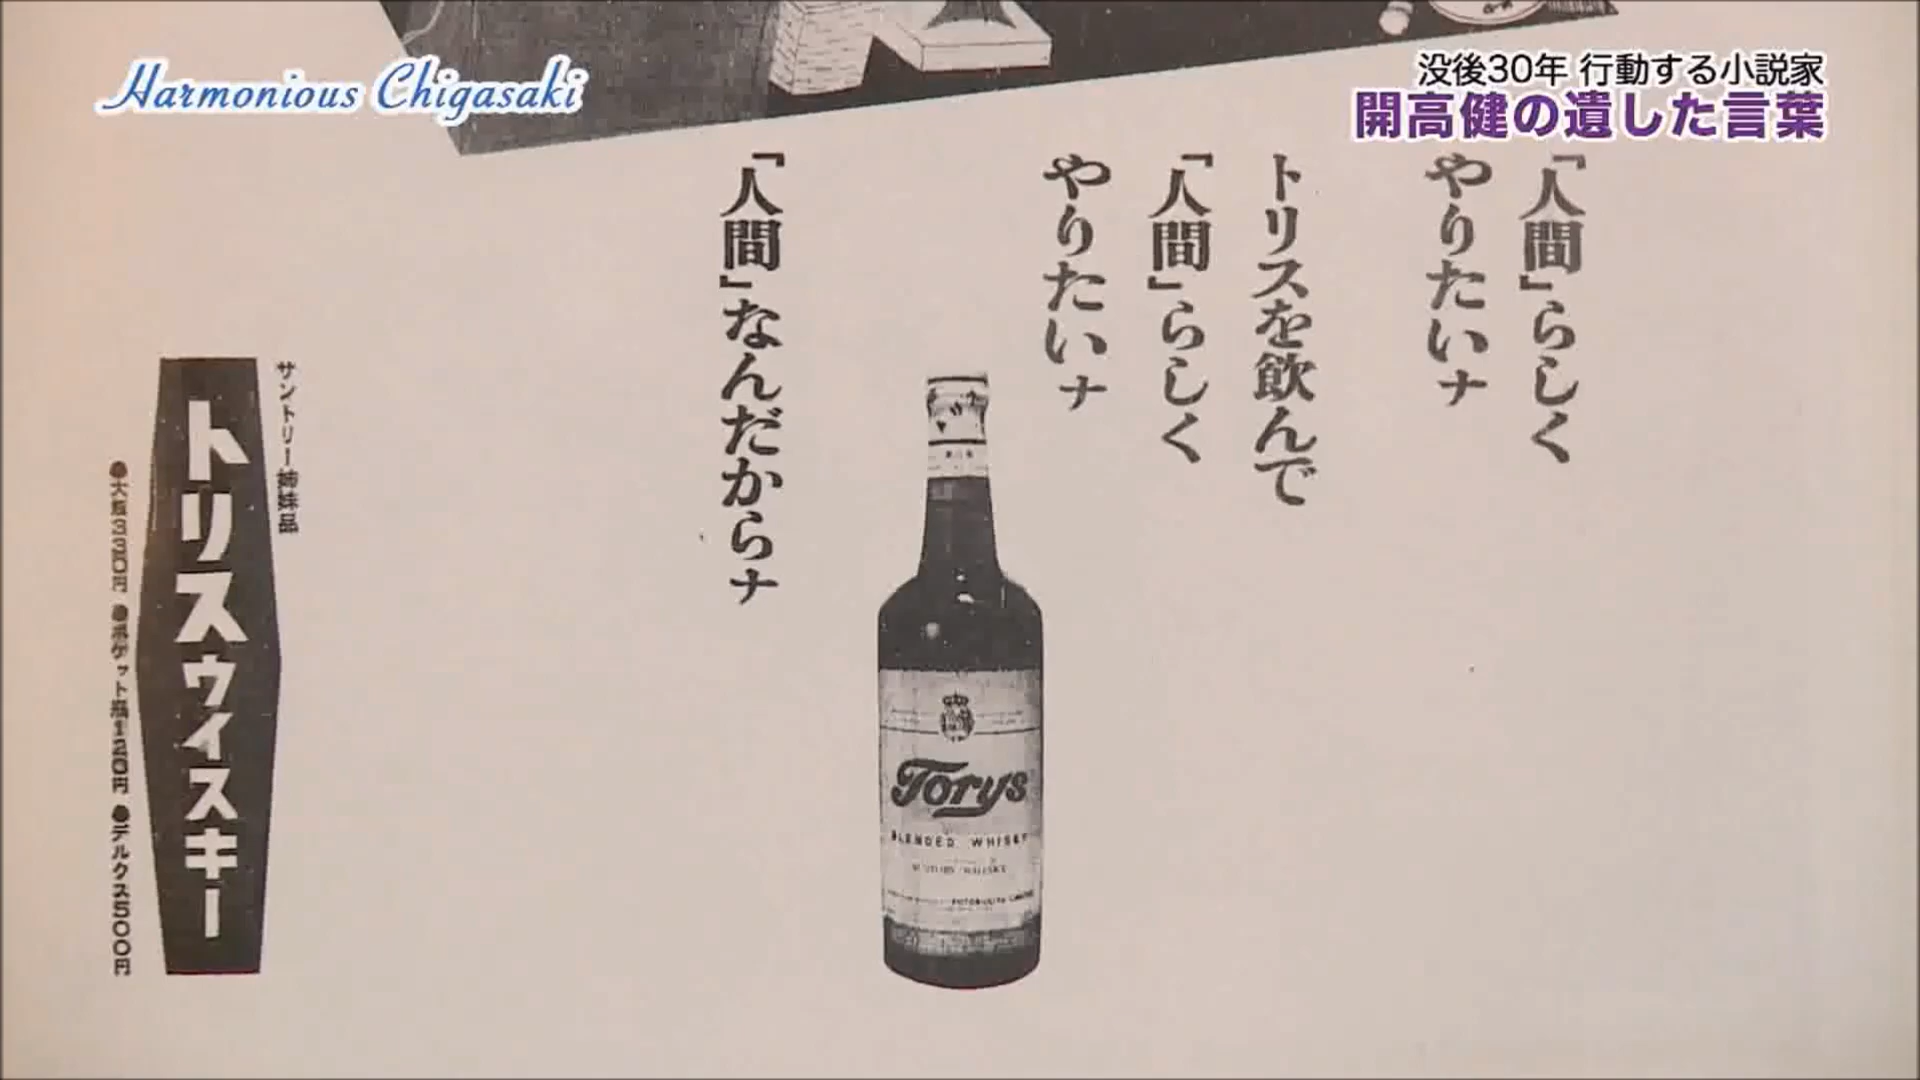 Harmonious Chigasaki
没後30年 行動する小説家
開高健の遺した言葉
「人間」らしく
やりたいナ
トリスを飲んで
「人間」らしく
やりたいナ
「人間」なんだからナ
Torys
BLENDED WHISKY
サントリー姉妹品
トリスウイスキー
●大瓶330円 ●ポケット瓶120円 ●デルクス500円